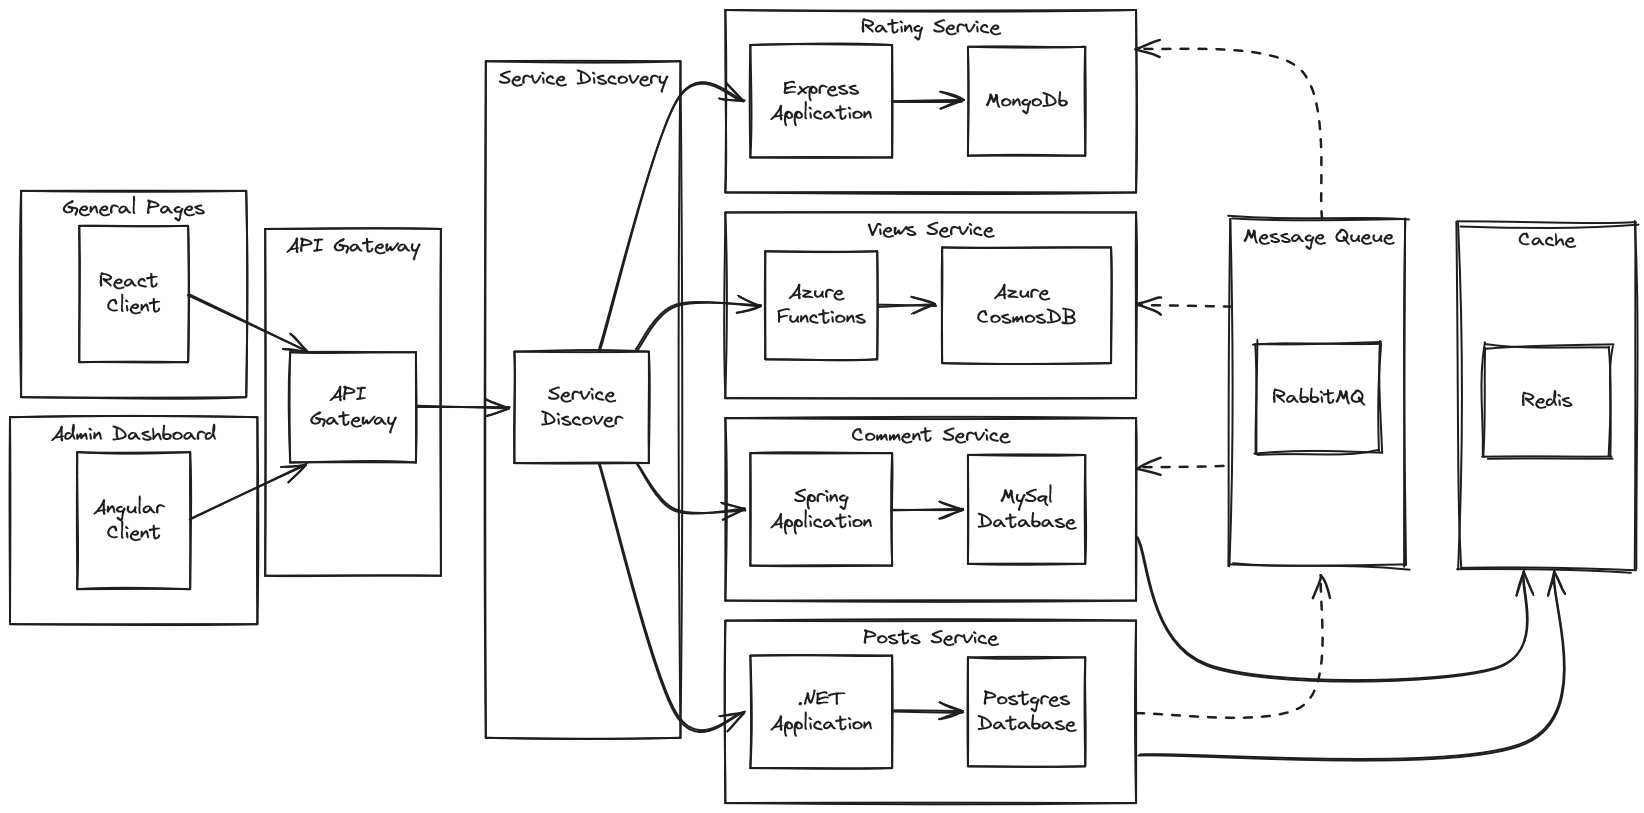 General Pages
React
Client
Admin Dashboard
Angular
Client
API Gateway
API
Gateway
Service Discovery
Service
Discover
Rating Service
Express
Application
MongoDb
Views Service
Azure
Functions
Azure
CosmosDB
Comment Service
Spring
Application
MySql
Database
Posts Service
.NET
Application
Postgres
Database
Message Queue
RabbitMQ
Cache
Redis